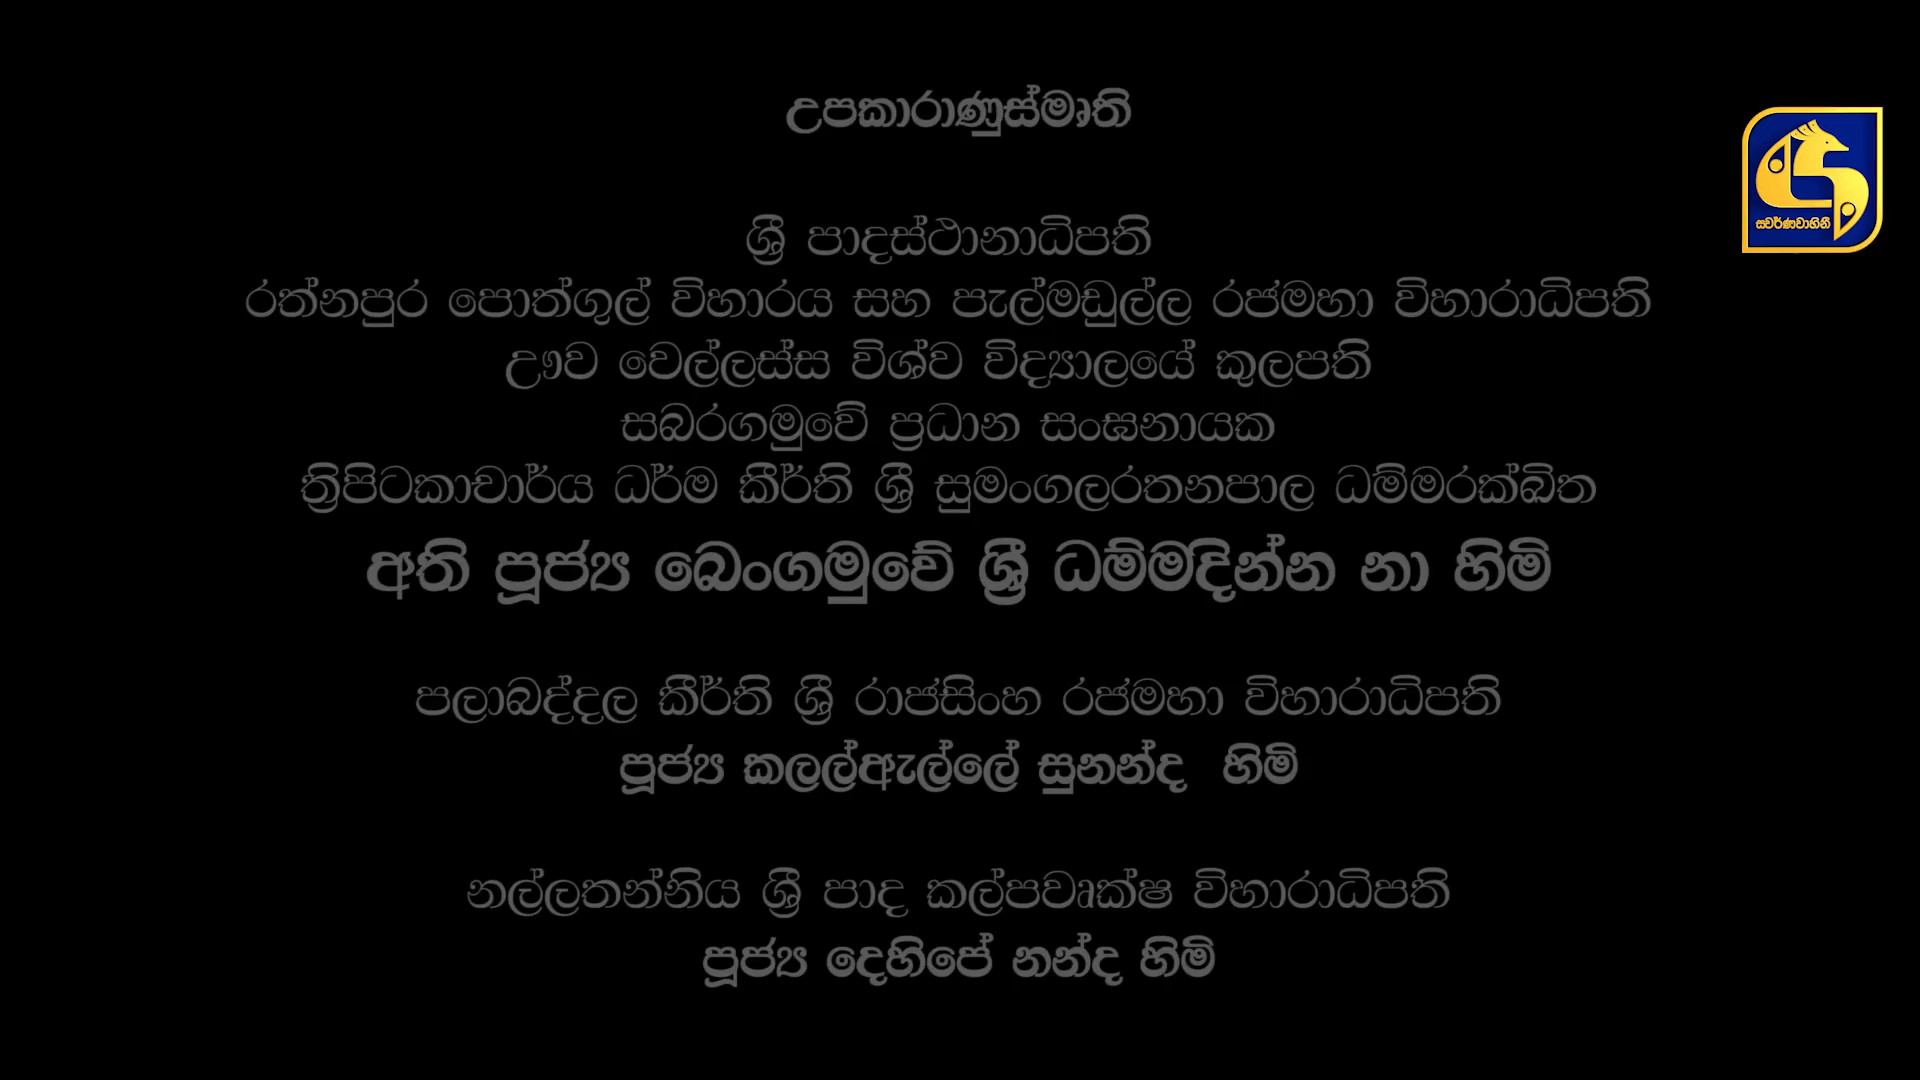 උපකාරාණුස්මෘති
ශ්‍රී පාදස්ථානාධිපති
රත්නපුර පොත්ගුල් විහාරය සහ පැල්මඩුල්ල රජමහා විහාරාධිපති
ඌව වෙල්ලස්ස විශ්ව විද්‍යාලයේ කුලපති
සබරගමුවේ ප්‍රධාන සංඝනායක
ත්‍රිපිටකාචාර්ය ධර්ම කීර්ති ශ්‍රී සුමංගලරතනපාල ධම්මරක්ඛිත
අති පූජ්‍ය බෙංගමුවේ ශ්‍රී ධම්මදින්න නා හිමි
පලාබද්දල කීර්ති ශ්‍රී රාජසිංහ රජමහා විහාරාධිපති
පූජ්‍ය කලල්ඇල්ලේ සුනන්ද හිමි
නල්ලතන්නිය ශ්‍රී පාද කල්පවෘක්ෂ විහාරාධිපති
පූජ්‍ය දෙහිපේ නන්ද හිමි
ස්වර්ණවාහිනී